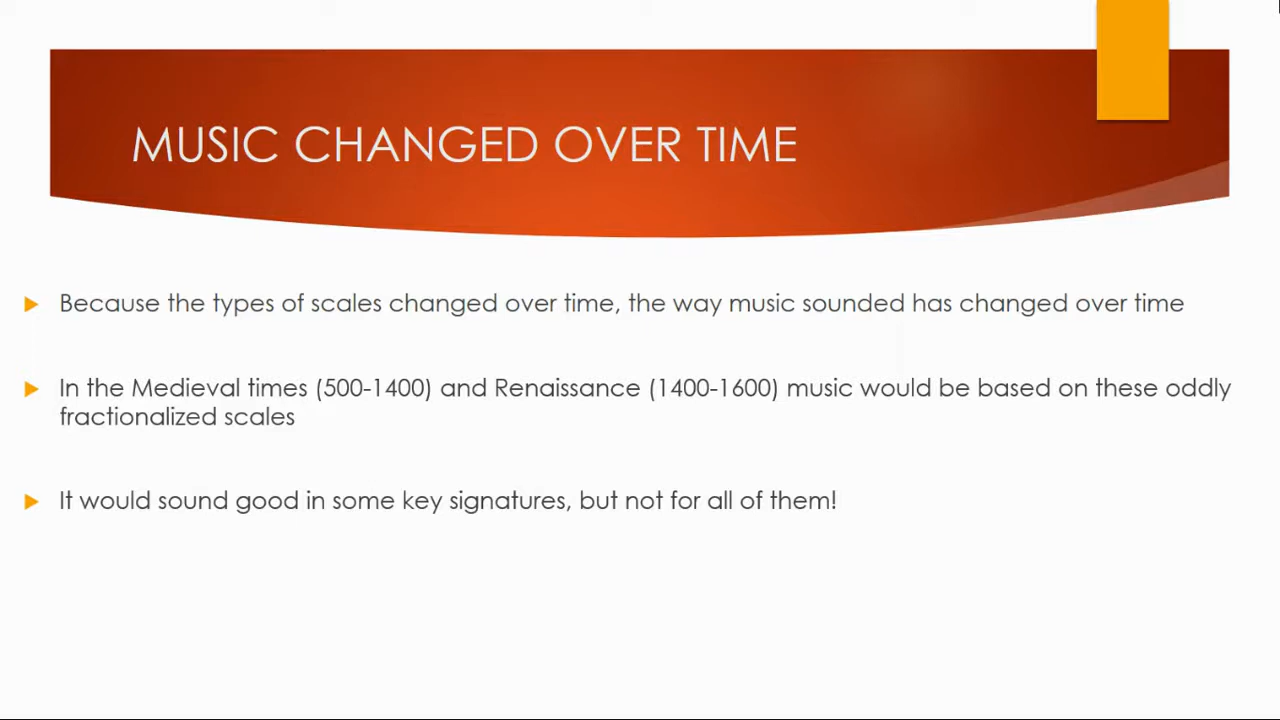 MUSIC CHANGED OVER TIME
Because the types of scales changed over time, the way music sounded has changed over time
In the Medieval times (500-1400) and Renaissance (1400-1600) music would be based on these oddly
fractionalized scales
It would sound good in some key signatures, but not for all of them!